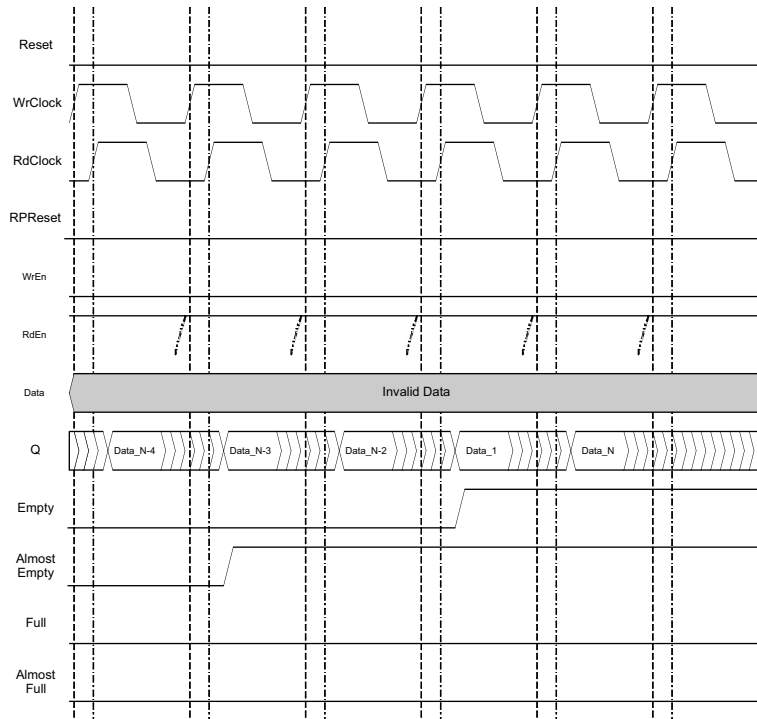 Reset
WrClock
RdClock
RPReset
WrEn
RdEn
Data
Invalid Data
Q
Data_N-4
Data_N-3
Data_N-2
Data_1
Data_N
Empty
Almost
Empty
Full
Almost
Full